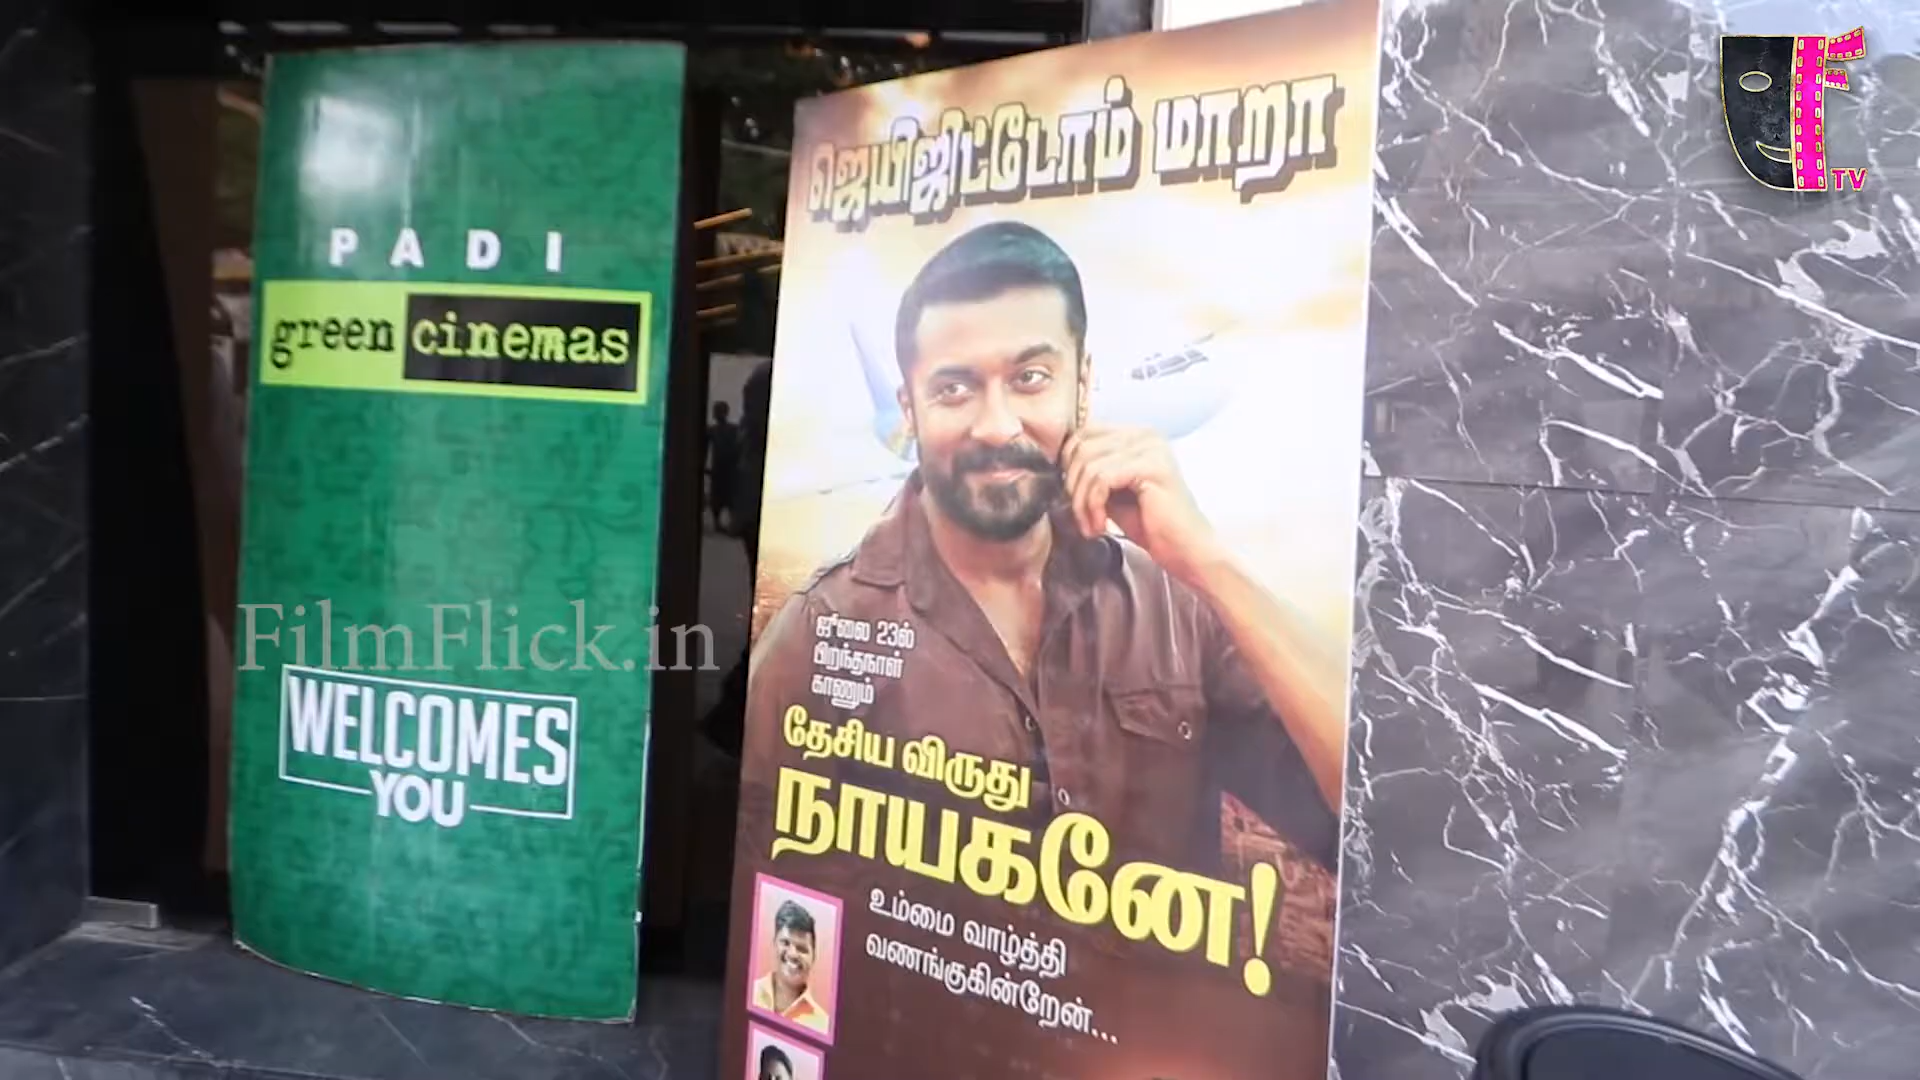 PADI
green cinemas
WELCOMES
YOU
ஜெயிஜிட்டோம் மாறா
ஜூலை 23ல்
பிறந்தநாள்
காணும்
தேசிய விருது
நாயகனே!
உம்மை வாழ்த்தி
வணங்குகின்றேன்...
FilmFlick.in
TV